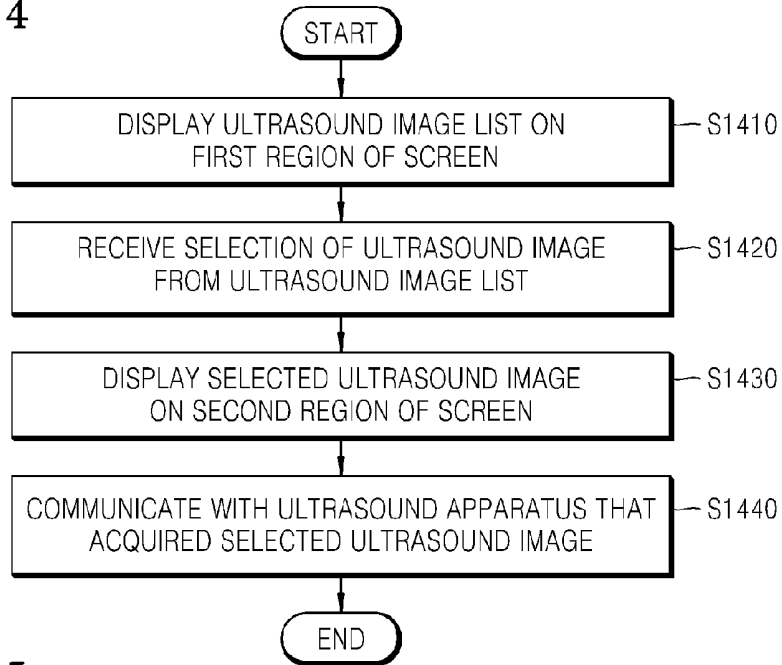 4
START
DISPLAY ULTRASOUND IMAGE LIST ON
FIRST REGION OF SCREEN
S1410
RECEIVE SELECTION OF ULTRASOUND IMAGE
FROM ULTRASOUND IMAGE LIST
S1420
DISPLAY SELECTED ULTRASOUND IMAGE
ON SECOND REGION OF SCREEN
S1430
COMMUNICATE WITH ULTRASOUND APPARATUS THAT
ACQUIRED SELECTED ULTRASOUND IMAGE
S1440
END